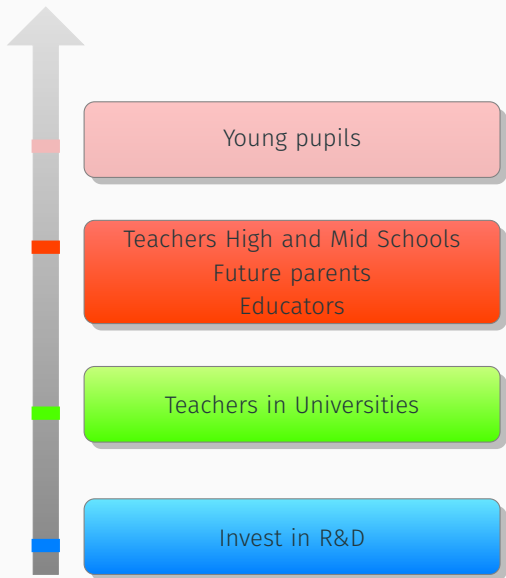 Young pupils
Teachers High and Mid Schools
Future parents
Educators
Teachers in Universities
Invest in R&D